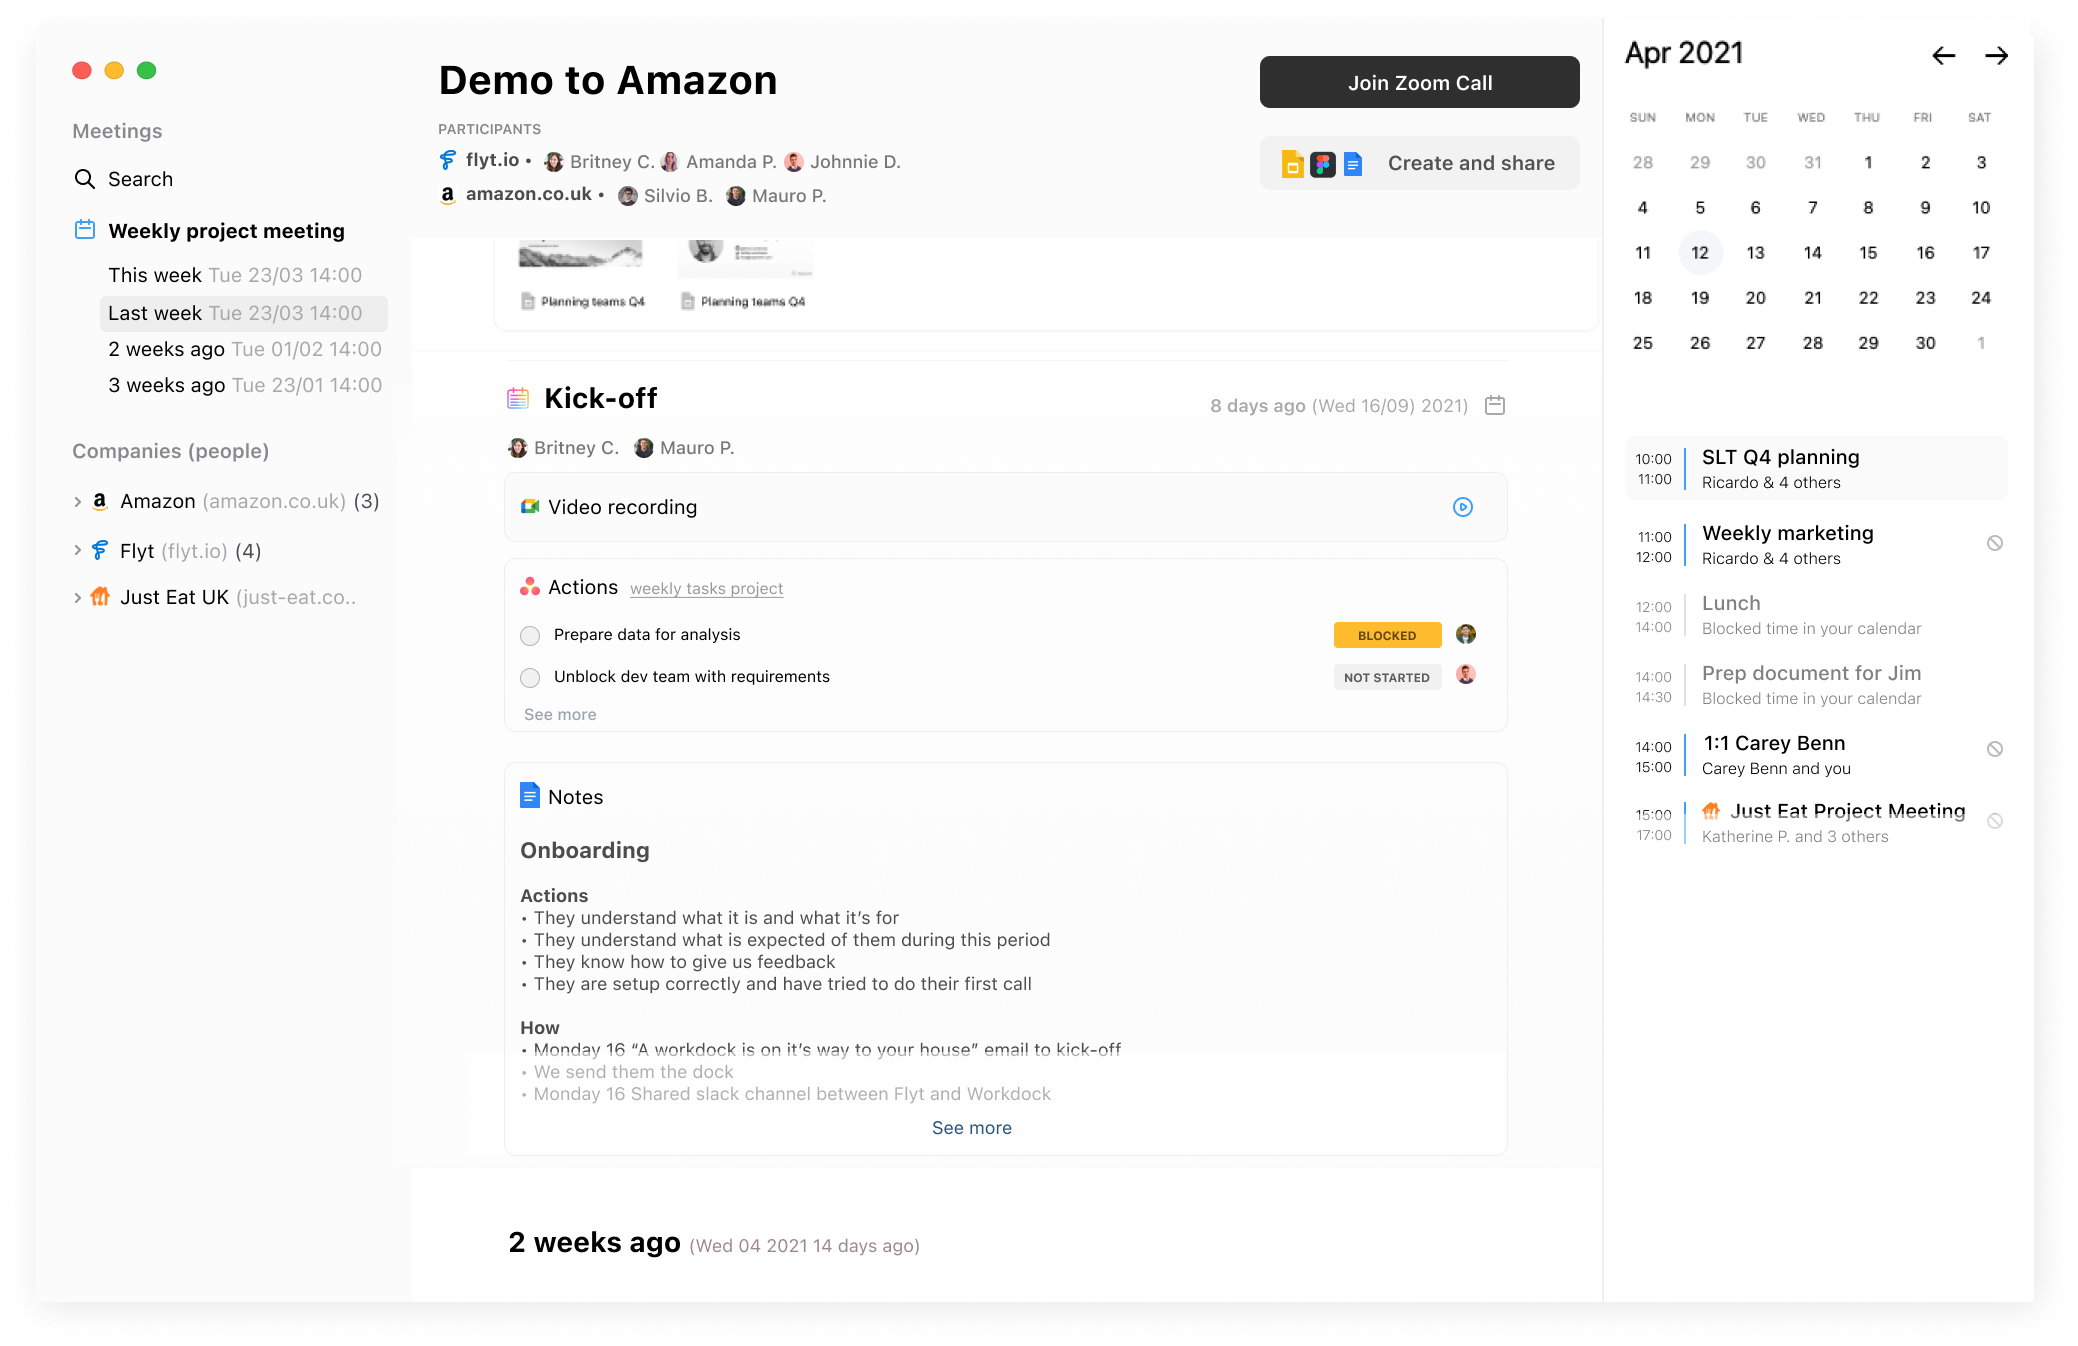 Meetings
Search
Weekly project meeting
This week Tue 23/03 14:00
Last week Tue 23/03 14:00
2 weeks ago Tue 01/02 14:00
3 weeks ago Tue 23/01 14:00
Companies (people)
Amazon (amazon.co.uk) (3)
Flyt (flyt.io) (4)
Just Eat UK (just-eat.co..
Demo to Amazon
PARTICIPANTS
flyt.io • Britney C. Amanda P. Johnnie D.
amazon.co.uk • Silvio B. Mauro P.
Join Zoom Call
Create and share
Planning teams Q4
Planning teams Q4
Kick-off
8 days ago (Wed 16/09) 2021)
Britney C. Mauro P.
Video recording
Actions weekly tasks project
Prepare data for analysis BLOCKED
Unblock dev team with requirements NOT STARTED
See more
Notes
Onboarding
Actions
• They understand what it is and what it’s for
• They understand what is expected of them during this period
• They know how to give us feedback
• They are setup correctly and have tried to do their first call
How
• Monday 16 “A workdock is on it’s way to your house” email to kick-off
• We send them the dock
• Monday 16 Shared slack channel between Flyt and Workdock
See more
2 weeks ago (Wed 04 2021 14 days ago)
Apr 2021
SUN MON TUE WED THU FRI SAT
28 29 30 31 1 2 3
4 5 6 7 8 9 10
11 12 13 14 15 16 17
18 19 20 21 22 23 24
25 26 27 28 29 30 1
10:00 SLT Q4 planning
11:00 Ricardo & 4 others
11:00 Weekly marketing
12:00 Ricardo & 4 others
12:00 Lunch
14:00 Blocked time in your calendar
14:00 Prep document for Jim
14:30 Blocked time in your calendar
14:00 1:1 Carey Benn
15:00 Carey Benn and you
15:00 Just Eat Project Meeting
17:00 Katherine P. and 3 others